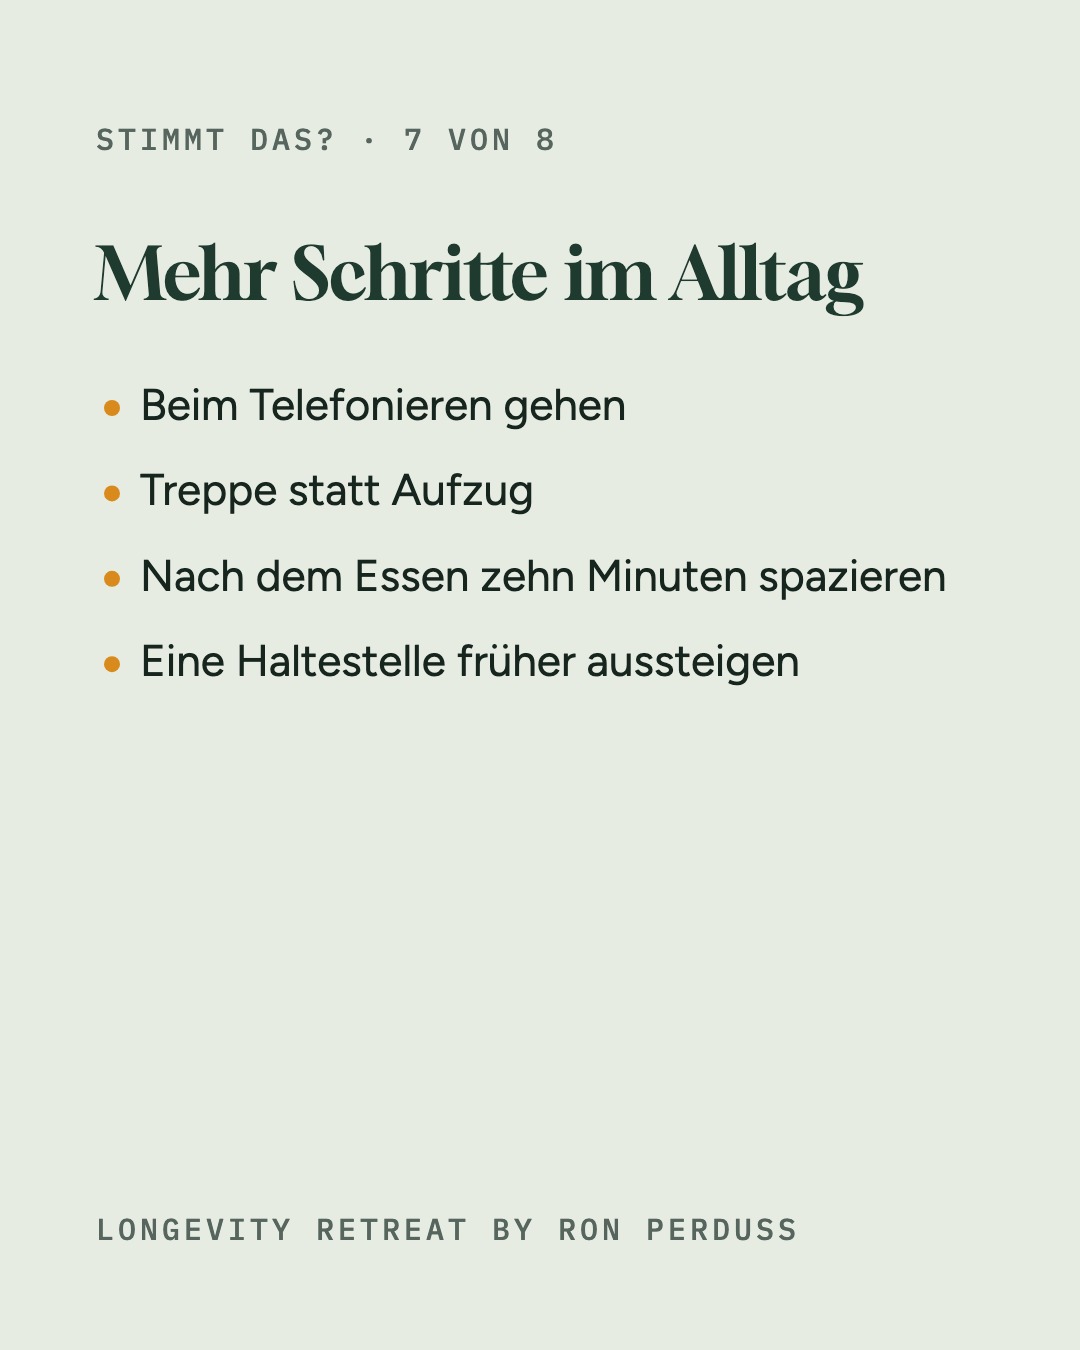 STIMMT DAS? · 7 VON 8
Mehr Schritte im Alltag
• Beim Telefonieren gehen
• Treppe statt Aufzug
• Nach dem Essen zehn Minuten spazieren
• Eine Haltestelle früher aussteigen
LONGEVITY RETREAT BY RON PERDUSS